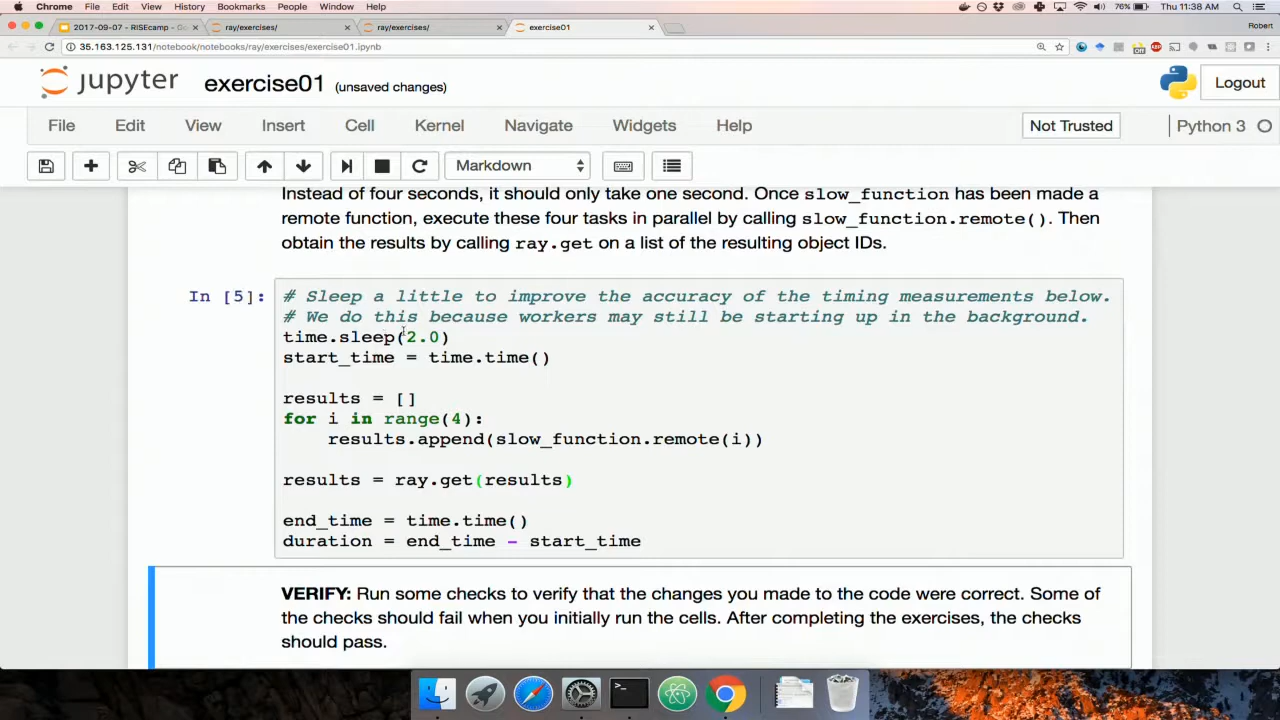 Chrome File Edit View History Bookmarks People Window Help 76% Thu 11:38 AM
2017-09-07 - RISEcamp - G ray/exercises/ ray/exercises/ exercise01 Robert
35.163.125.131/notebook/notebooks/ray/exercises/exercise01.ipynb
jupyter exercise01 (unsaved changes) Logout
File Edit View Insert Cell Kernel Navigate Widgets Help Not Trusted Python 3
Markdown
Instead of four seconds, it should only take one second. Once slow_function has been made a
remote function, execute these four tasks in parallel by calling slow_function.remote(). Then
obtain the results by calling ray.get on a list of the resulting object IDs.
In [5]: # Sleep a little to improve the accuracy of the timing measurements below.
# We do this because workers may still be starting up in the background.
time.sleep(2.0)
start_time = time.time()
results = []
for i in range(4):
results.append(slow_function.remote(i))
results = ray.get(results)
end_time = time.time()
duration = end_time - start_time
VERIFY: Run some checks to verify that the changes you made to the code were correct. Some of
the checks should fail when you initially run the cells. After completing the exercises, the checks
should pass.